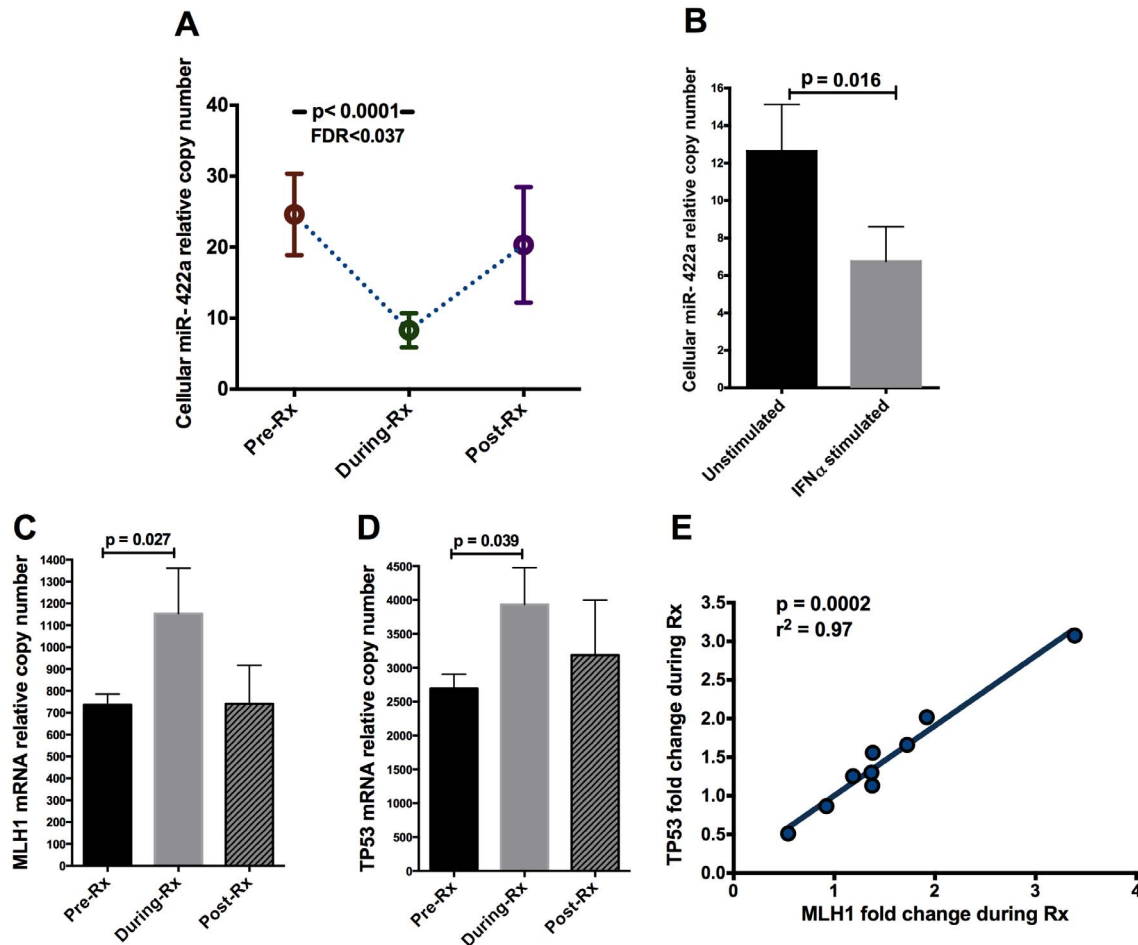 A
Cellular miR- 422a relative copy number
40
30
20
10
0
p< 0.0001
FDR<0.037
Pre-Rx
During-Rx
Post-Rx
B
Cellular miR- 422a relative copy number
p = 0.016
16
14
12
10
8
6
4
2
0
Unstimulated
IFNα stimulated
C
MLH1 mRNA relative copy number
p = 0.027
1400
1300
1200
1100
1000
900
800
700
600
500
400
300
200
100
0
Pre-Rx
During-Rx
Post-Rx
D
TP53 mRNA relative copy number
p = 0.039
4500
4000
3500
3000
2500
2000
1500
1000
500
0
Pre-Rx
During-Rx
Post-Rx
E
TP53 fold change during Rx
p = 0.0002
r² = 0.97
3.5
3.0
2.5
2.0
1.5
1.0
0.5
0.0
0
1
2
3
4
MLH1 fold change during Rx